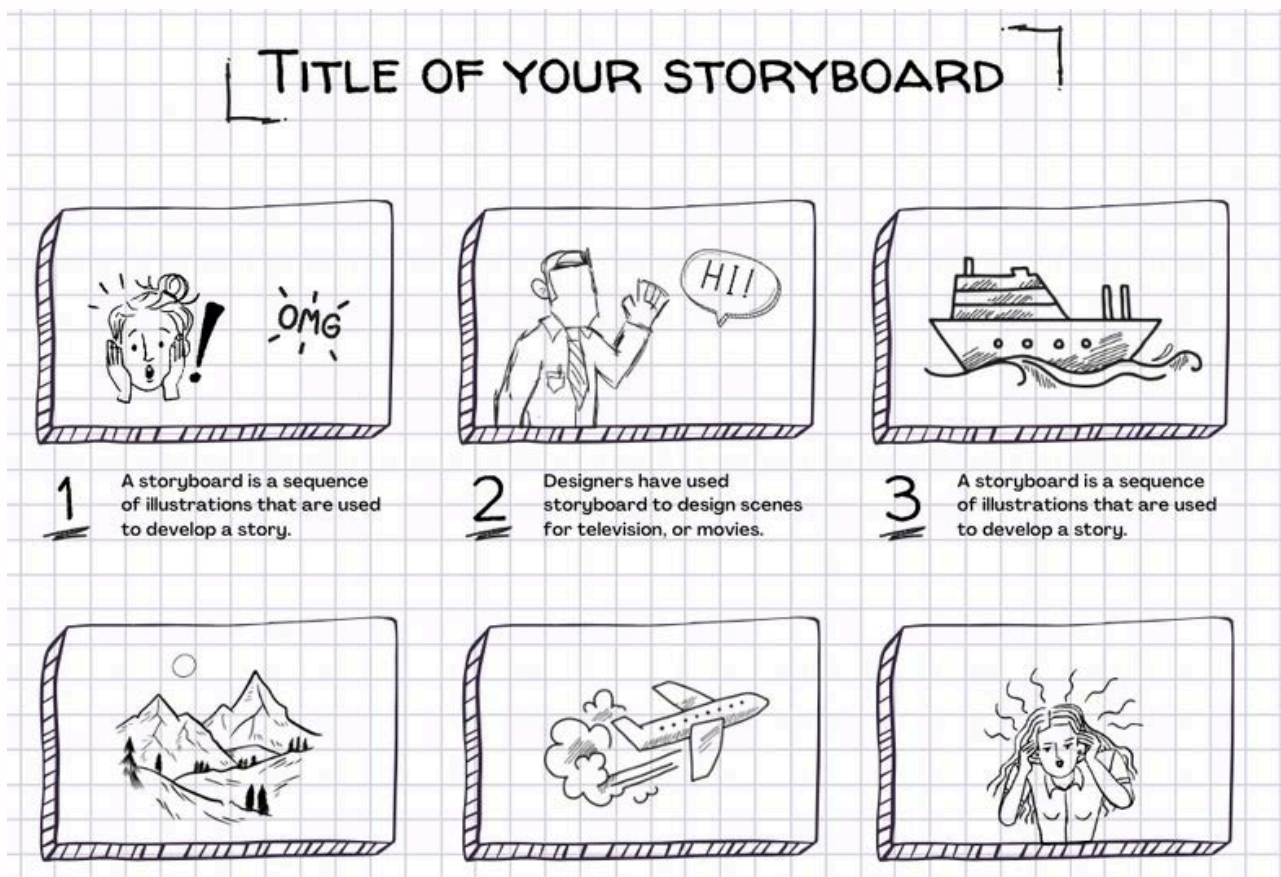 TITLE OF YOUR STORYBOARD
OMG
HI!
1
A storyboard is a sequence
of illustrations that are used
to develop a story.
2
Designers have used
storyboard to design scenes
for television, or movies.
3
A storyboard is a sequence
of illustrations that are used
to develop a story.